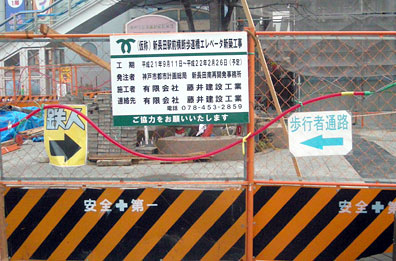 (仮称)新長田駅前横断歩道橋エレベータ新築工事
工期 平成21年9月11日～平成22年2月26日(予定)
発注者 神戸市都市計画総局 新長田南再開発事務所
施工者 有限会社 藤井建設工業
連絡先 有限会社 藤井建設工業
電話 078-453-2859
ご協力をお願いいたします
鉄人
歩行者通路
安全 第一
安全 第一